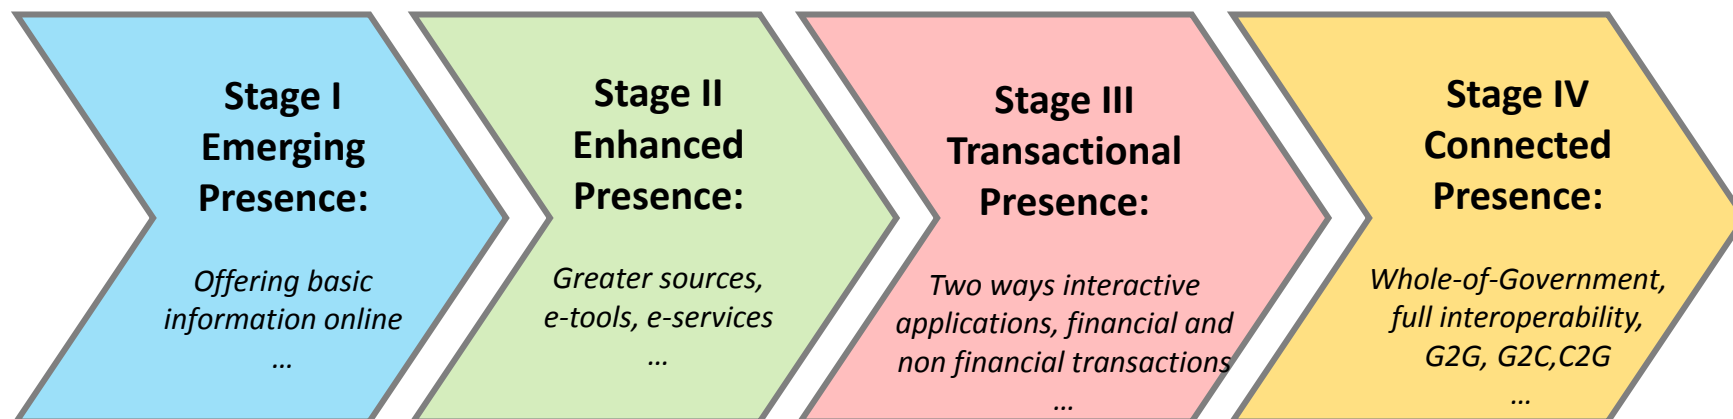 Stage I
Emerging
Presence:
Offering basic
information online
…
Stage II
Enhanced
Presence:
Greater sources,
e-tools, e-services
…
Stage III
Transactional
Presence:
Two ways interactive
applications, financial and
non financial transactions
…
Stage IV
Connected
Presence:
Whole-of-Government,
full interoperability,
G2G, G2C,C2G
…